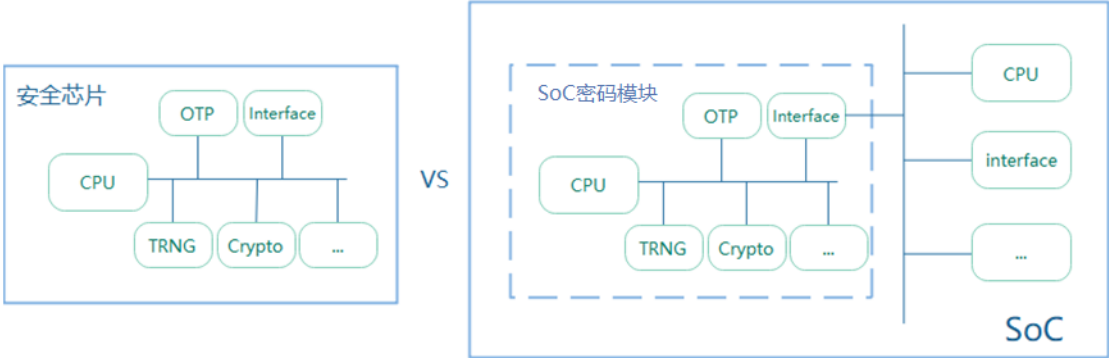 安全芯片
OTP
Interface
CPU
TRNG
Crypto
...
VS
SoC密码模块
OTP
Interface
CPU
TRNG
Crypto
...
CPU
interface
...
SoC